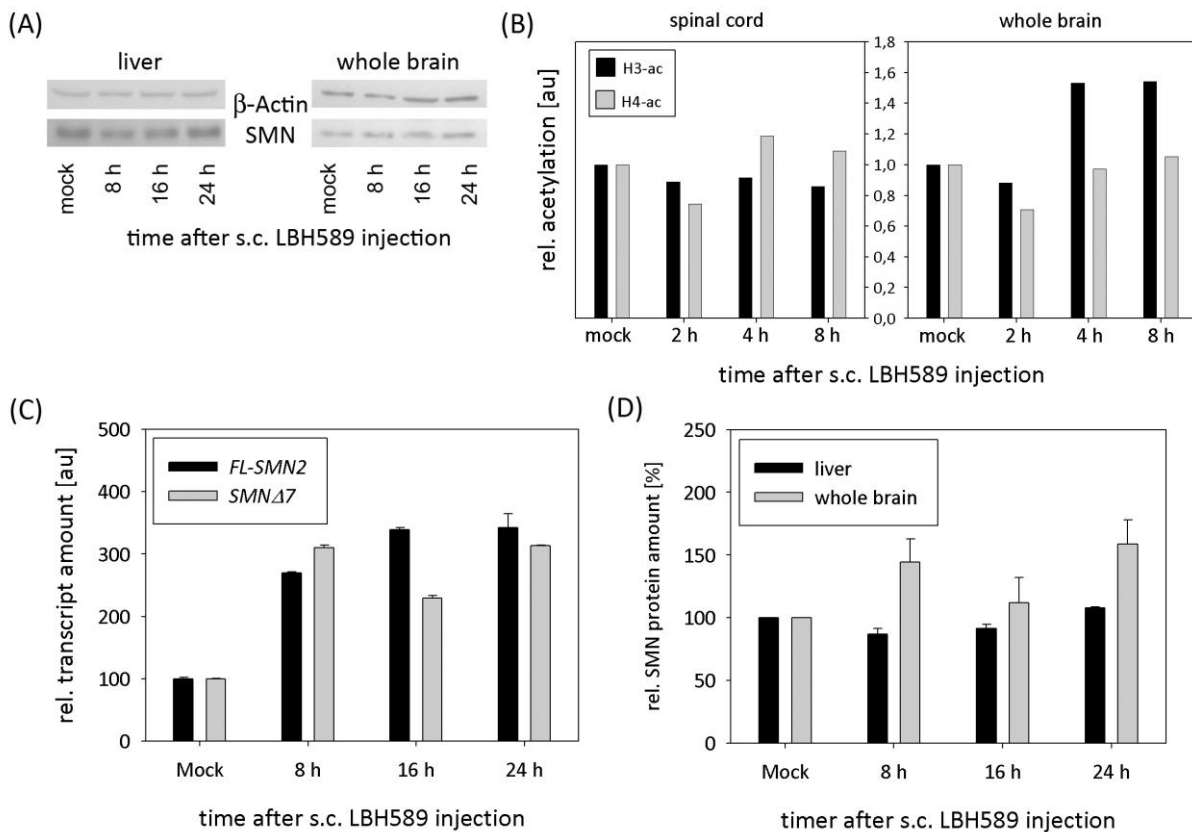 (A)
liver
whole brain
β-Actin
SMN
mock
8 h
16 h
24 h
mock
8 h
16 h
24 h
time after s.c. LBH589 injection
(B)
spinal cord
whole brain
rel. acetylation [au]
H3-ac
H4-ac
1,8
1,6
1,4
1,2
1,0
0,8
0,6
0,4
0,2
0,0
mock 2 h 4 h 8 h
mock 2 h 4 h 8 h
time after s.c. LBH589 injection
(C)
rel. transcript amount [au]
500
400
300
200
100
0
FL-SMN2
SMNΔ7
Mock 8 h 16 h 24 h
time after s.c. LBH589 injection
(D)
rel. SMN protein amount [%]
250
200
150
100
50
0
liver
whole brain
Mock 8 h 16 h 24 h
timer after s.c. LBH589 injection